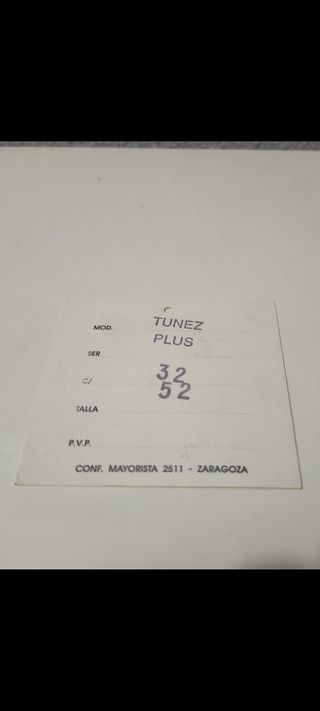 MOD. TUNEZ
PLUS
SER
C/ 32
52
TALLA
P.V.P.
CONF. MAYORISTA 2511 - ZARAGOZA